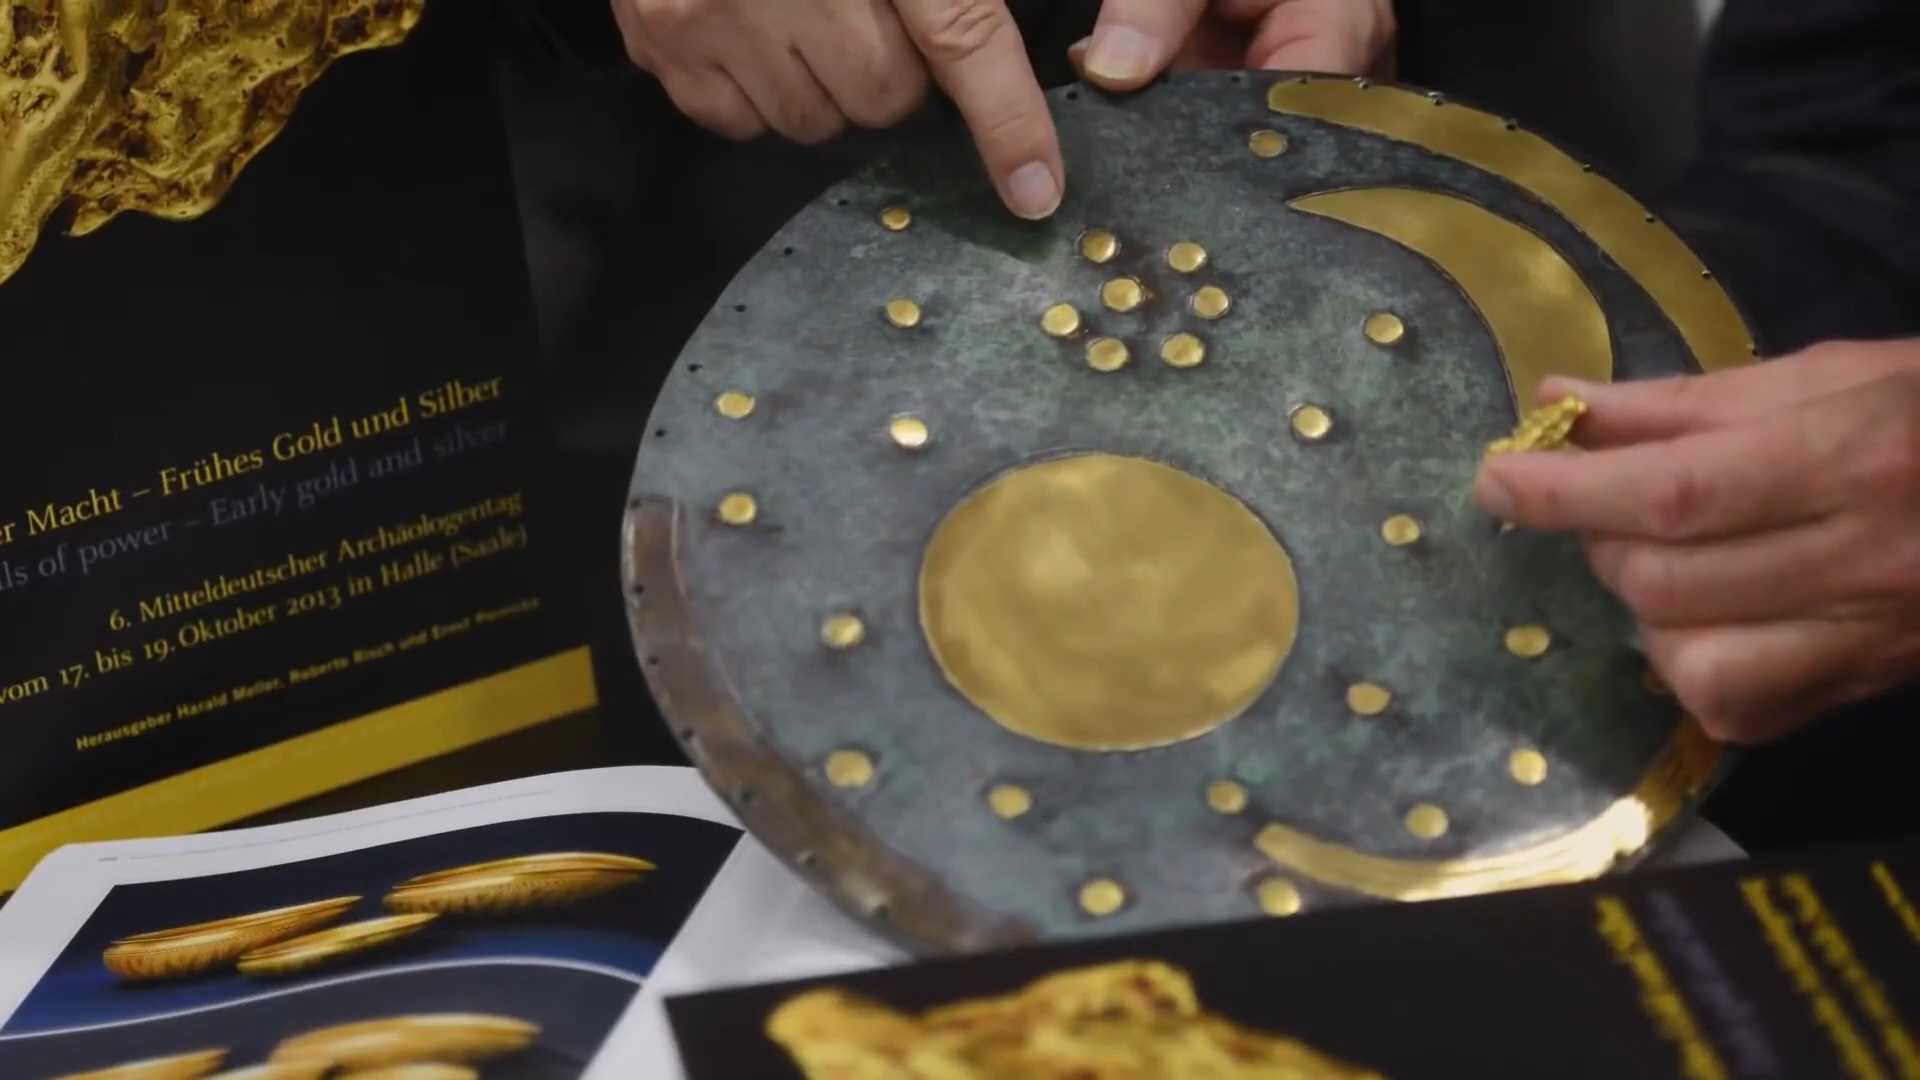 er Macht – Frühes Gold und Silber
lls of power – Early gold and silver
6. Mitteldeutscher Archäologentag
vom 17. bis 19. Oktober 2013 in Halle (Saale)
Herausgeber Harald Meller, Roberto Risch und Ernst Pernicka